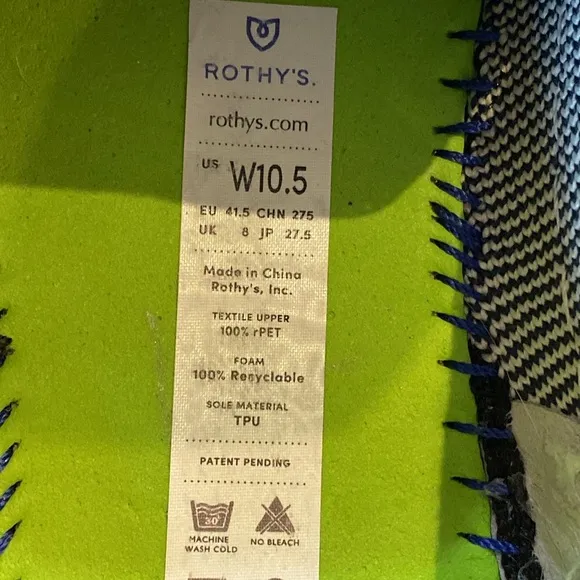 ROTHY'S.
rothys.com
US W10.5
EU 41.5 CHN 275
UK 8 JP 27.5
Made in China
Rothy's, Inc.
TEXTILE UPPER
100% rPET
FOAM
100% Recyclable
SOLE MATERIAL
TPU
PATENT PENDING
30°
MACHINE
WASH COLD
NO BLEACH